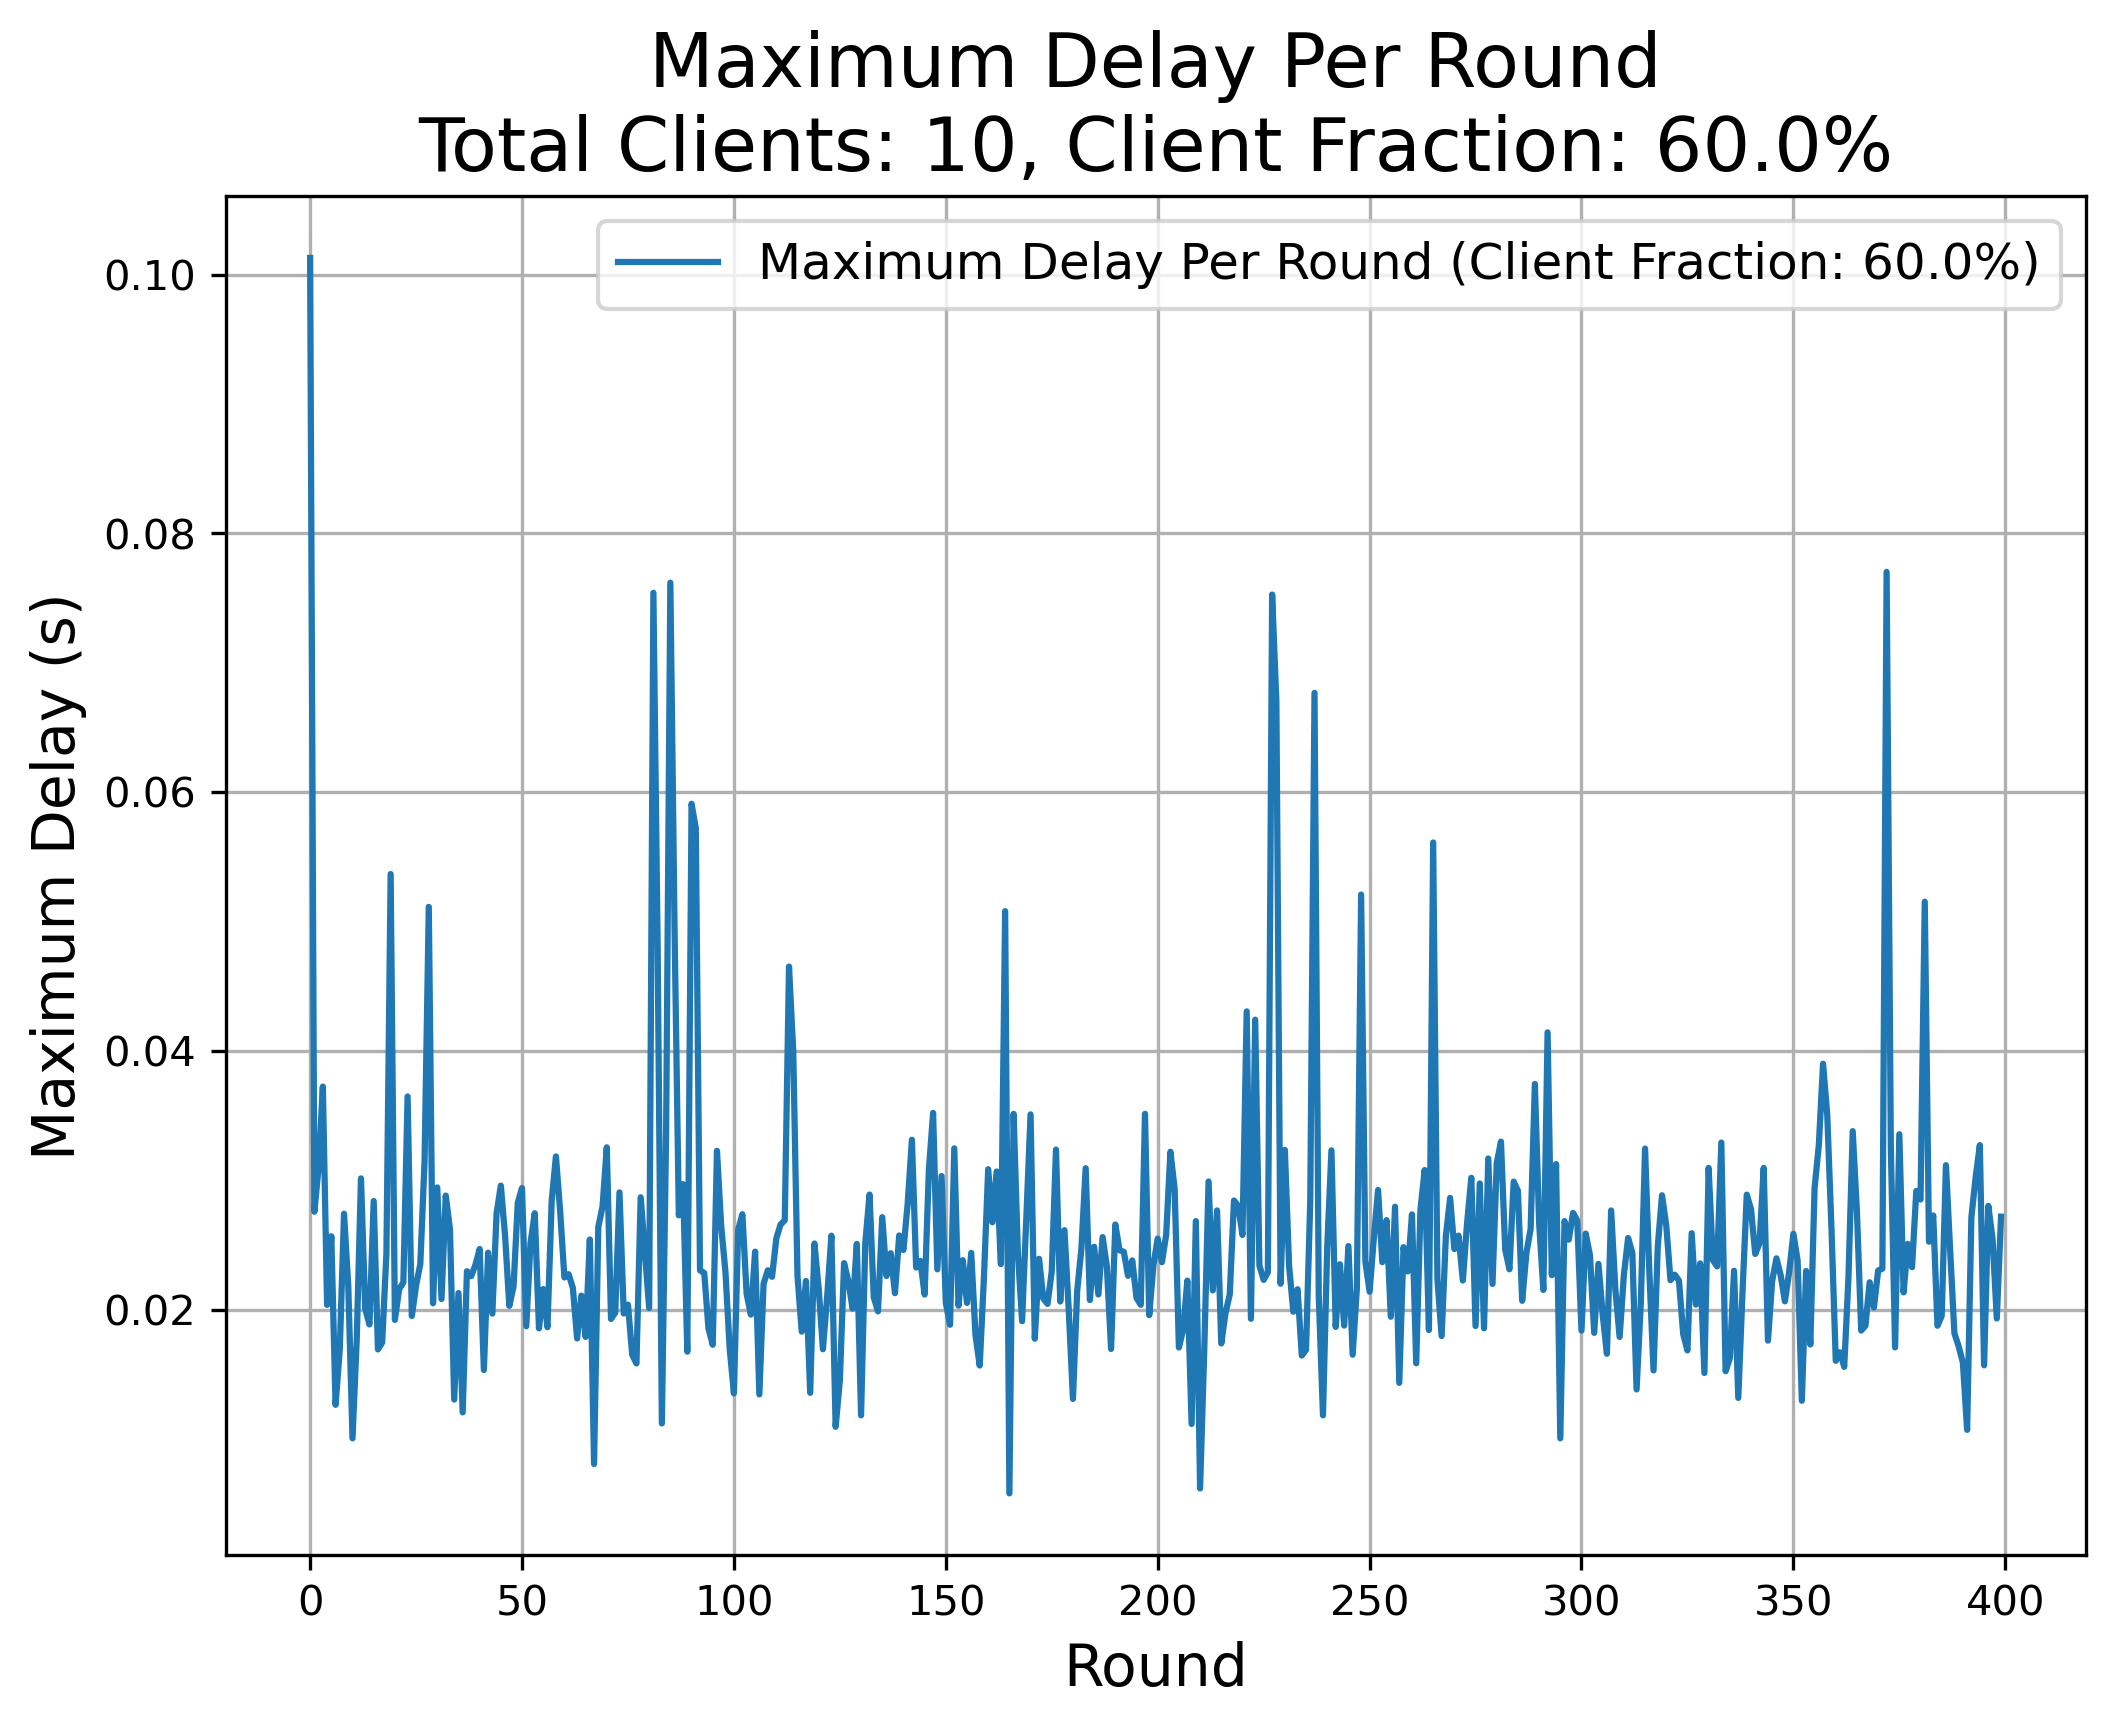 Maximum Delay Per Round
Total Clients: 10, Client Fraction: 60.0%
Maximum Delay Per Round (Client Fraction: 60.0%)
Maximum Delay (s)
0.10
0.08
0.06
0.04
0.02
0 50 100 150 200 250 300 350 400
Round